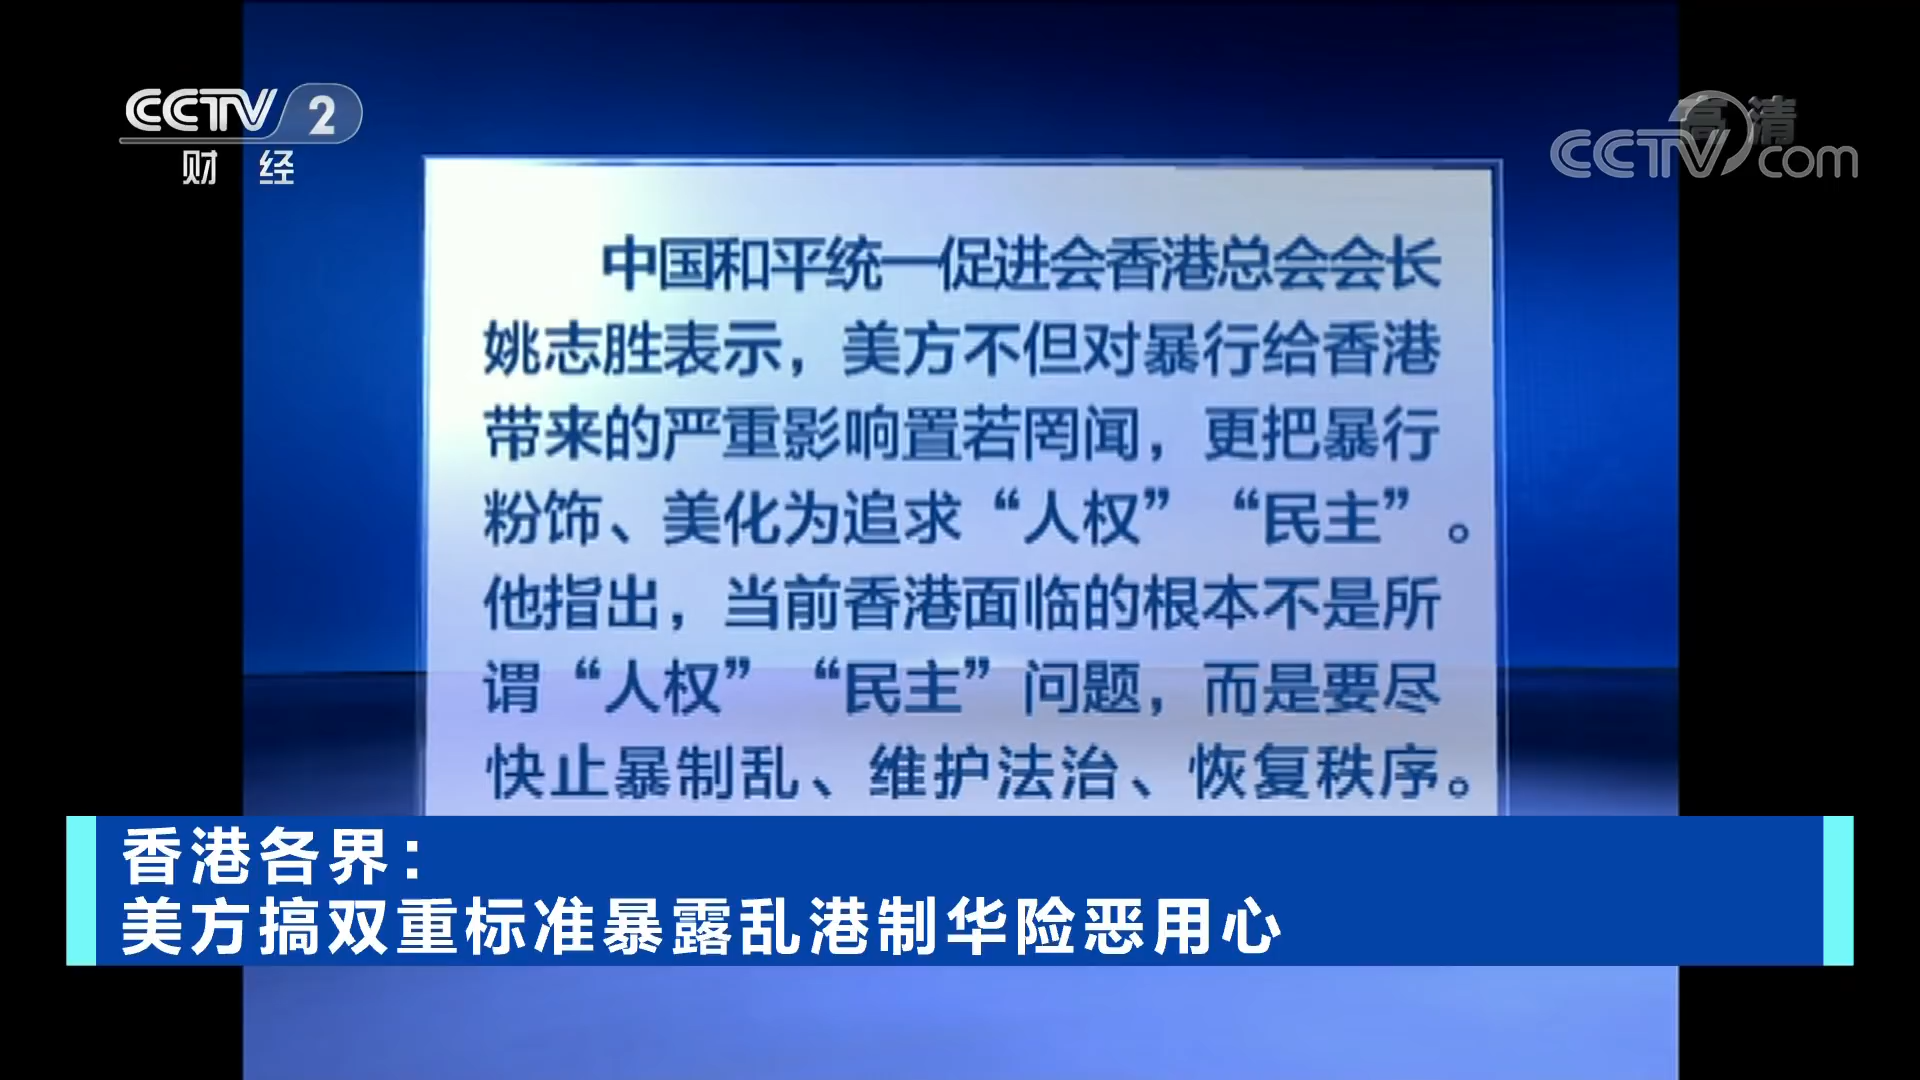 CCTV 2
财 经
高清
CCTV.com
中国和平统一促进会香港总会会长
姚志胜表示，美方不但对暴行给香港
带来的严重影响置若罔闻，更把暴行
粉饰、美化为追求“人权”“民主”。
他指出，当前香港面临的根本不是所
谓“人权”“民主”问题，而是要尽
快止暴制乱、维护法治、恢复秩序。
香港各界：
美方搞双重标准暴露乱港制华险恶用心